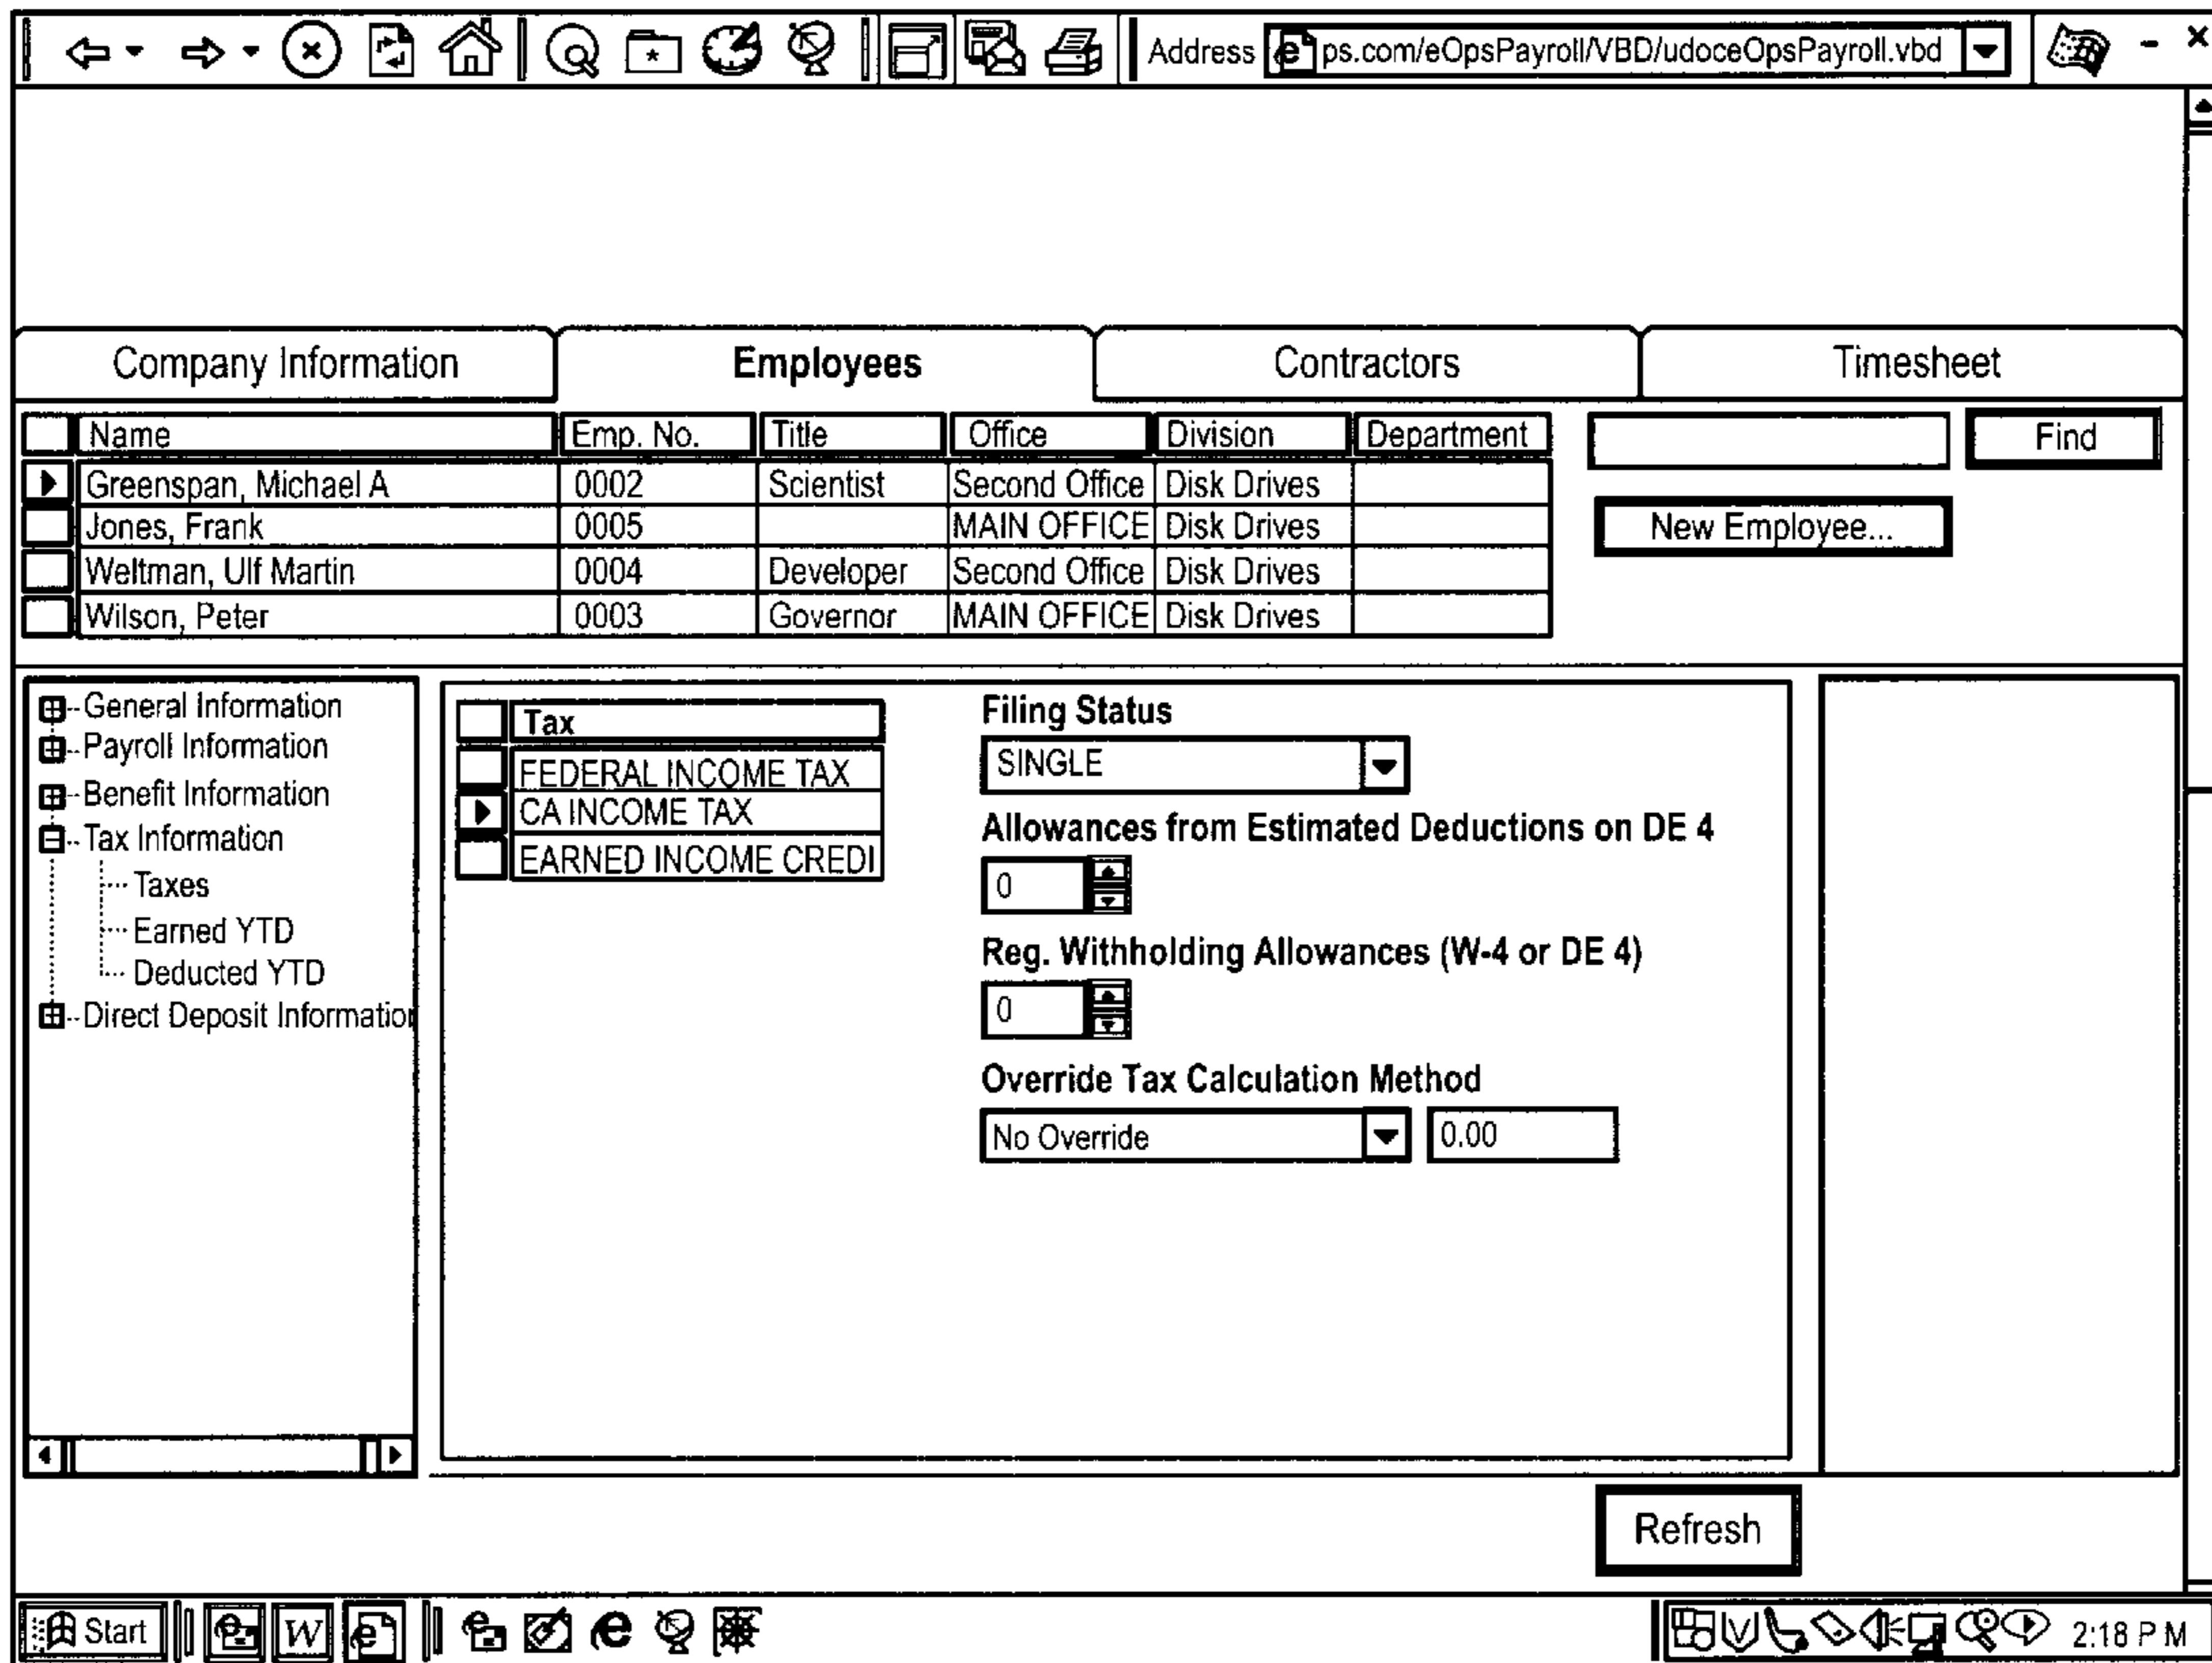 Address ps.com/eOpsPayroll/VBD/udoceOpsPayroll.vbd
Company Information Employees Contractors Timesheet
Name Emp. No. Title Office Division Department Find
Greenspan, Michael A 0002 Scientist Second Office Disk Drives
Jones, Frank 0005 MAIN OFFICE Disk Drives New Employee...
Weltman, Ulf Martin 0004 Developer Second Office Disk Drives
Wilson, Peter 0003 Governor MAIN OFFICE Disk Drives
General Information
Payroll Information
Benefit Information
Tax Information
Taxes
Earned YTD
Deducted YTD
Direct Deposit Information
Tax
FEDERAL INCOME TAX
CA INCOME TAX
EARNED INCOME CREDI
Filing Status
SINGLE
Allowances from Estimated Deductions on DE 4
0
Reg. Withholding Allowances (W-4 or DE 4)
0
Override Tax Calculation Method
No Override 0.00
Refresh
Start W 2:18 PM